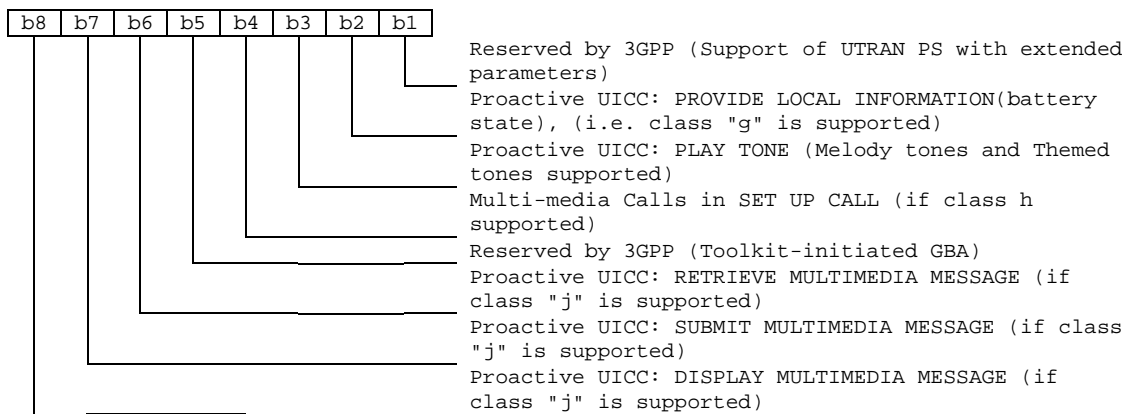 b8 b7 b6 b5 b4 b3 b2 b1
Reserved by 3GPP (Support of UTRAN PS with extended
parameters)
Proactive UICC: PROVIDE LOCAL INFORMATION(battery
state), (i.e. class "g" is supported)
Proactive UICC: PLAY TONE (Melody tones and Themed
tones supported)
Multi-media Calls in SET UP CALL (if class h
supported)
Reserved by 3GPP (Toolkit-initiated GBA)
Proactive UICC: RETRIEVE MULTIMEDIA MESSAGE (if
class "j" is supported)
Proactive UICC: SUBMIT MULTIMEDIA MESSAGE (if class
"j" is supported)
Proactive UICC: DISPLAY MULTIMEDIA MESSAGE (if
class "j" is supported)